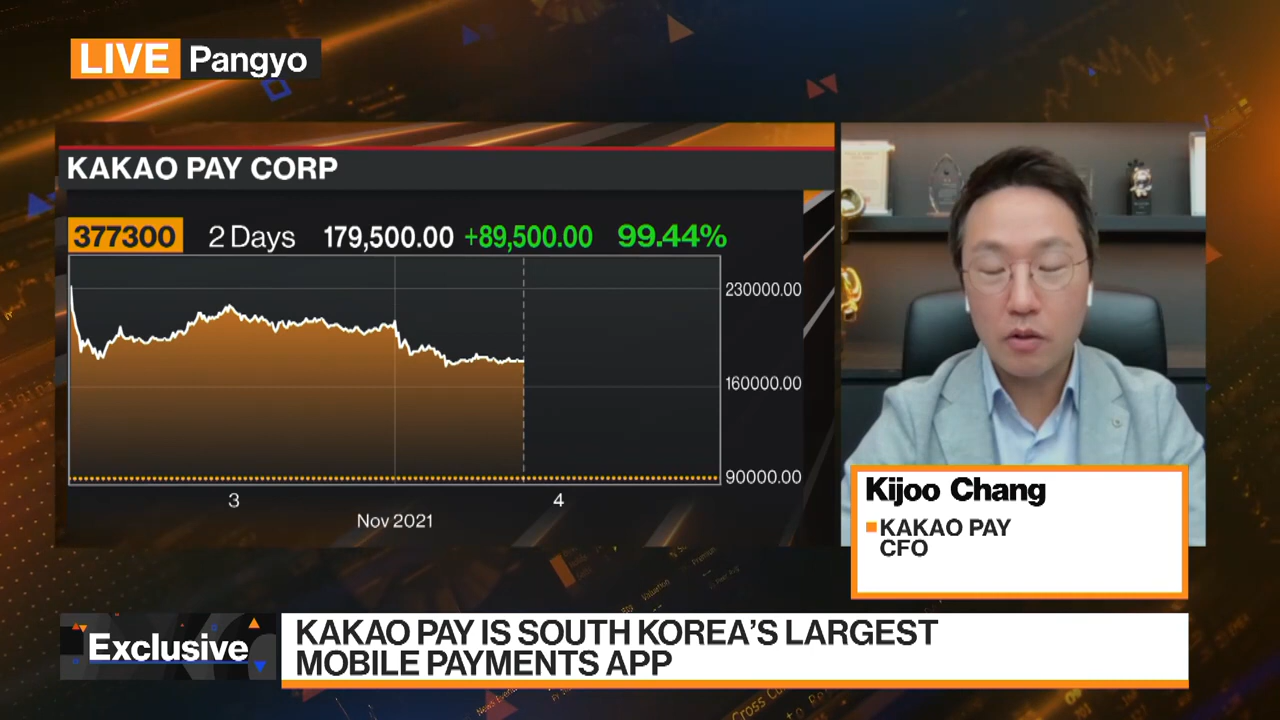 LIVE Pangyo
KAKAO PAY CORP
377300 2 Days 179,500.00 +89,500.00 99.44%
230000.00
160000.00
90000.00
3 4
Nov 2021
Kijoo Chang
KAKAO PAY
CFO
Exclusive
KAKAO PAY IS SOUTH KOREA'S LARGEST
MOBILE PAYMENTS APP